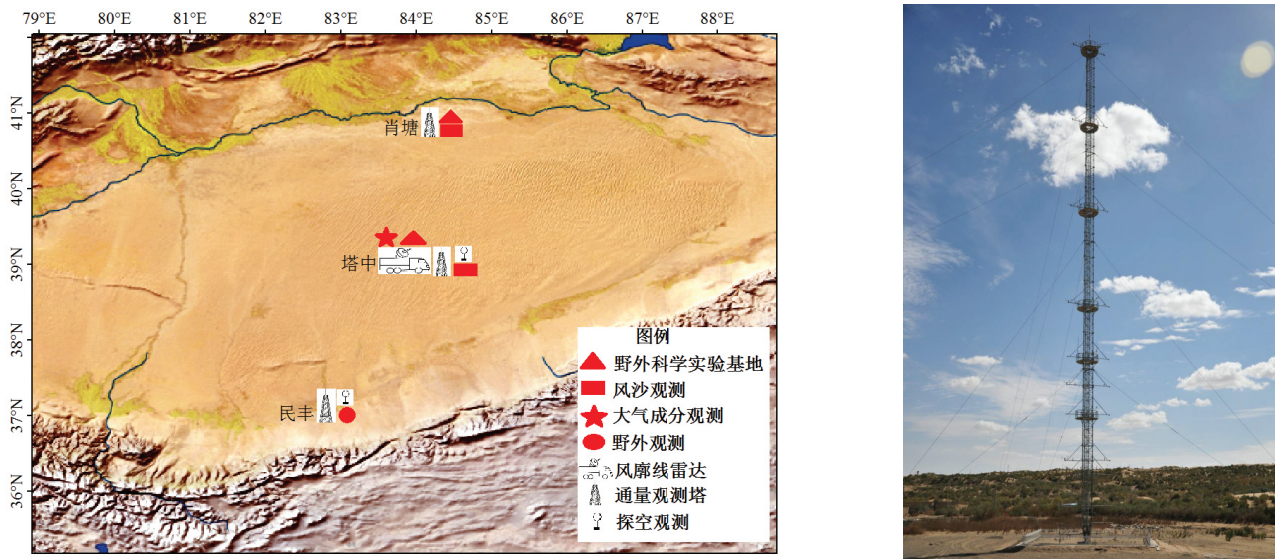 79°E 80°E 82°E 83°E 84°E 85°E 86°E 87°E 88°E
41°N
40°N
39°N
38°N
37°N
36°N
肖塘
塔中
民丰
图例
野外科学实验基地
风沙观测
大气成分观测
野外观测
风廓线雷达
通量观测塔
探空观测